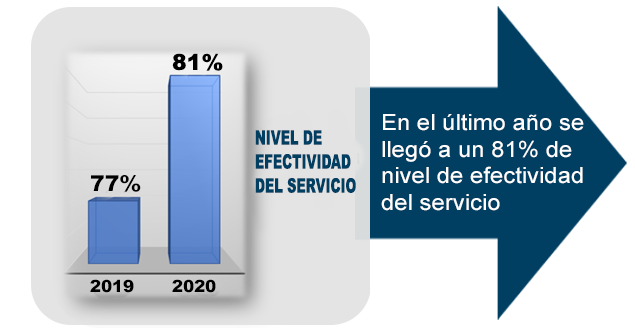 81%
77%
2019 2020
NIVEL DE
EFECTIVIDAD
DEL SERVICIO
En el último año se
llegó a un 81% de
nivel de efectividad
del servicio